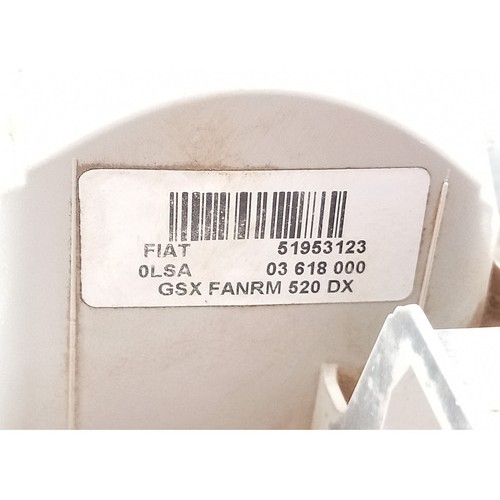 FIAT 51953123
0LSA 03 618 000
GSX FANRM 520 DX